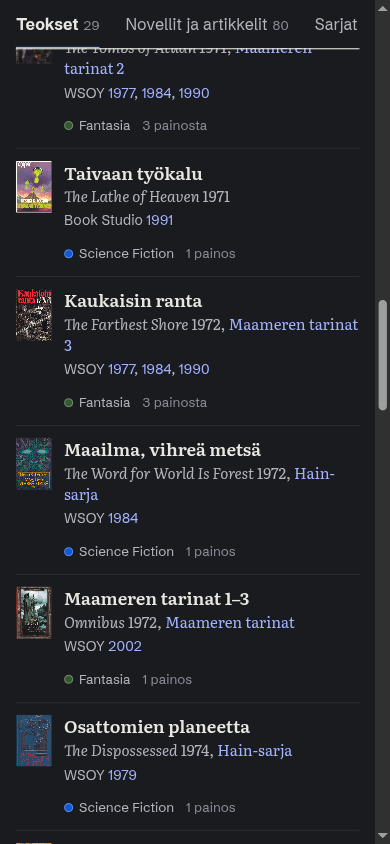 Teokset 29 Novellit ja artikkelit 80 Sarjat
The Tombs of Atuan 1971, Maameren
tarinat 2
WSOY 1977, 1984, 1990
Fantasia 3 painosta
Taivaan työkalu
The Lathe of Heaven 1971
Book Studio 1991
Science Fiction 1 painos
Kaukaisin ranta
The Farthest Shore 1972, Maameren tarinat
3
WSOY 1977, 1984, 1990
Fantasia 3 painosta
Maailma, vihreä metsä
The Word for World Is Forest 1972, Hain-
sarja
WSOY 1984
Science Fiction 1 painos
Maameren tarinat 1–3
Omnibus 1972, Maameren tarinat
WSOY 2002
Fantasia 1 painos
Osattomien planeetta
The Dispossessed 1974, Hain-sarja
WSOY 1979
Science Fiction 1 painos